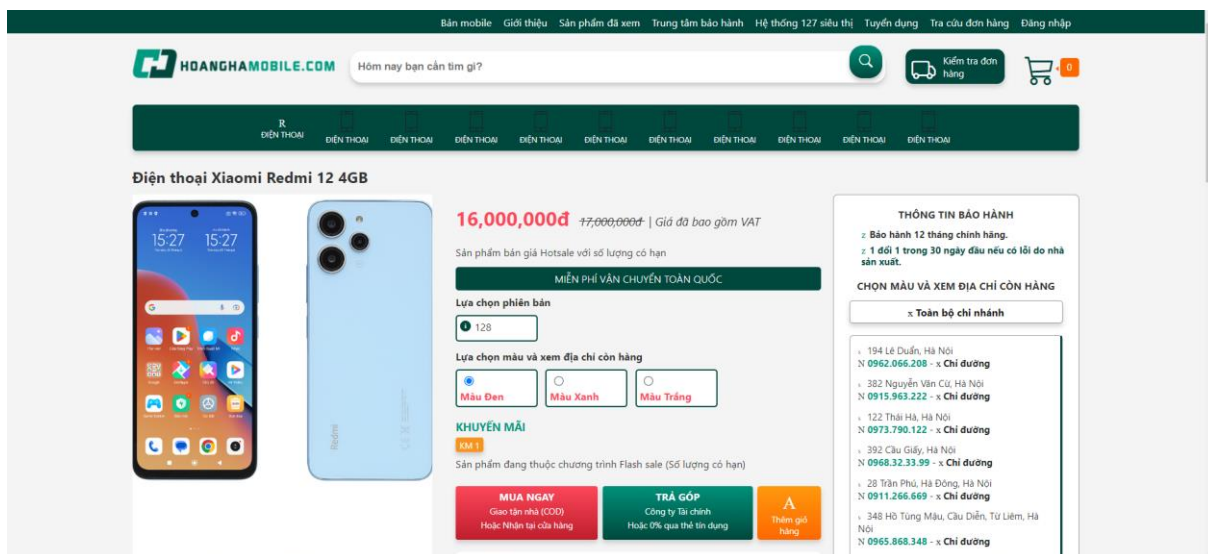 Bán mobile Giới thiệu Sản phẩm đã xem Trung tâm bảo hành Hệ thống 127 siêu thị Tuyển dụng Tra cứu đơn hàng Đăng nhập
HOANGHAMOBILE.COM
Hôm nay bạn cần tìm gì?
Kiểm tra đơn
hàng
0
R
ĐIỆN THOẠI ĐIỆN THOẠI ĐIỆN THOẠI ĐIỆN THOẠI ĐIỆN THOẠI ĐIỆN THOẠI ĐIỆN THOẠI ĐIỆN THOẠI ĐIỆN THOẠI ĐIỆN THOẠI ĐIỆN THOẠI
Điện thoại Xiaomi Redmi 12 4GB
15:27 15:27
Redmi
16,000,000đ 17,000,000đ | Giá đã bao gồm VAT
Sản phẩm bán giá Hotsale với số lượng có hạn
MIỄN PHÍ VẬN CHUYỂN TOÀN QUỐC
Lựa chọn phiên bản
128
Lựa chọn màu và xem địa chỉ còn hàng
Màu Đen
Màu Xanh
Màu Trắng
KHUYẾN MÃI
KM 1
Sản phẩm đang thuộc chương trình Flash sale (Số lượng có hạn)
MUA NGAY
Giao tận nhà (COD)
Hoặc Nhận tại cửa hàng
TRẢ GÓP
Công ty Tài chính
Hoặc 0% qua thẻ tín dụng
A
Thêm giỏ
hàng
THÔNG TIN BẢO HÀNH
z Bảo hành 12 tháng chính hãng.
z 1 đổi 1 trong 30 ngày đầu nếu có lỗi do nhà
sản xuất.
CHỌN MÀU VÀ XEM ĐỊA CHỈ CÒN HÀNG
x Toàn bộ chi nhánh
194 Lê Duẩn, Hà Nội
N 0962.066.208 - x Chỉ đường
382 Nguyễn Văn Cừ, Hà Nội
N 0915.963.222 - x Chỉ đường
122 Thái Hà, Hà Nội
N 0973.790.122 - x Chỉ đường
392 Cầu Giấy, Hà Nội
N 0968.32.33.99 - x Chỉ đường
28 Trần Phú, Hà Đông, Hà Nội
N 0911.266.669 - x Chỉ đường
348 Hồ Tùng Mậu, Cầu Diễn, Từ Liêm, Hà
Nội
N 0965.868.348 - x Chỉ đường